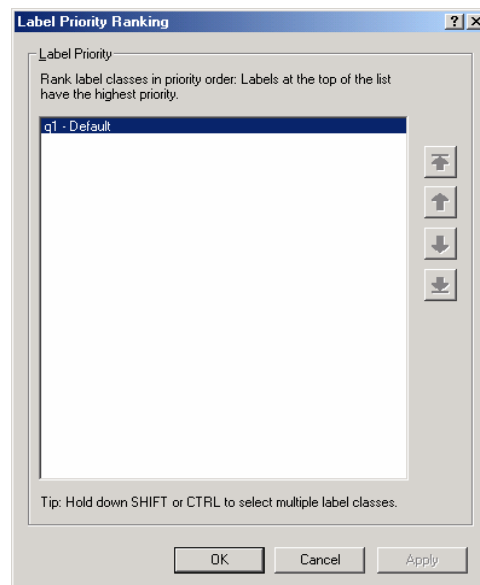 Label Priority Ranking
Label Priority
Rank label classes in priority order: Labels at the top of the list
have the highest priority.
q1 - Default
Tip: Hold down SHIFT or CTRL to select multiple label classes.
OK Cancel Apply